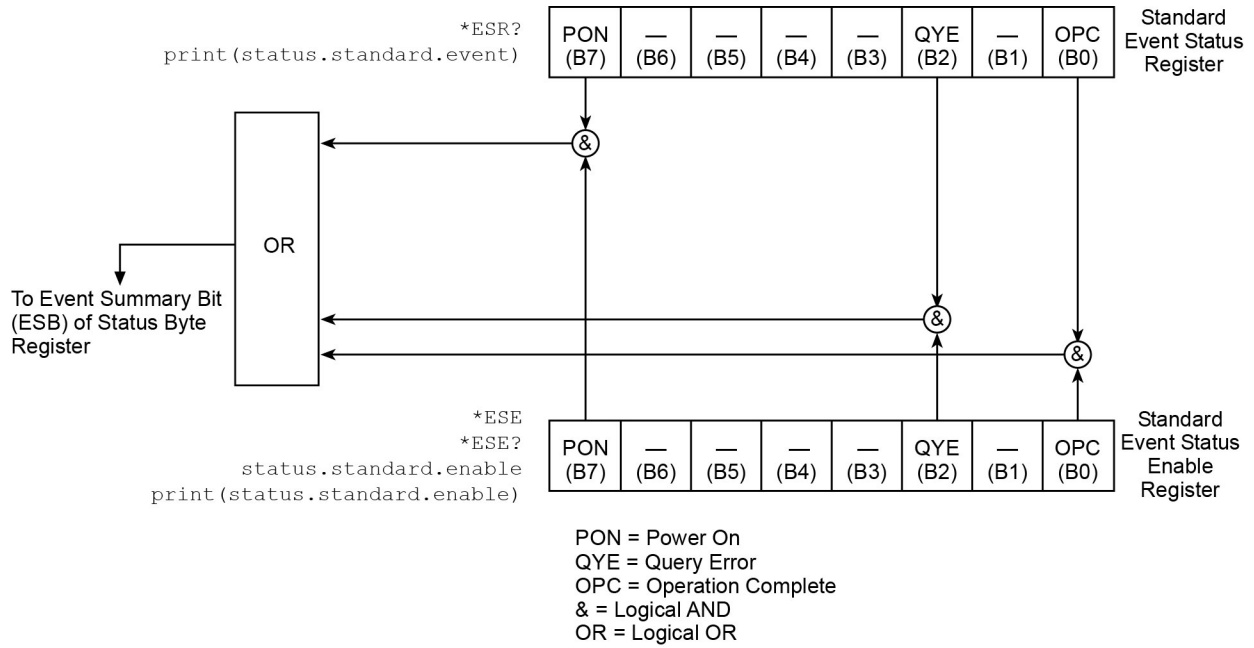 *ESR?
print(status.standard.event)
PON — — — — QYE — OPC
(B7) (B6) (B5) (B4) (B3) (B2) (B1) (B0)
Standard
Event Status
Register
&
OR
&
&
To Event Summary Bit
(ESB) of Status Byte
Register
*ESE
*ESE?
status.standard.enable
print(status.standard.enable)
PON — — — — QYE — OPC
(B7) (B6) (B5) (B4) (B3) (B2) (B1) (B0)
Standard
Event Status
Enable
Register
PON = Power On
QYE = Query Error
OPC = Operation Complete
& = Logical AND
OR = Logical OR